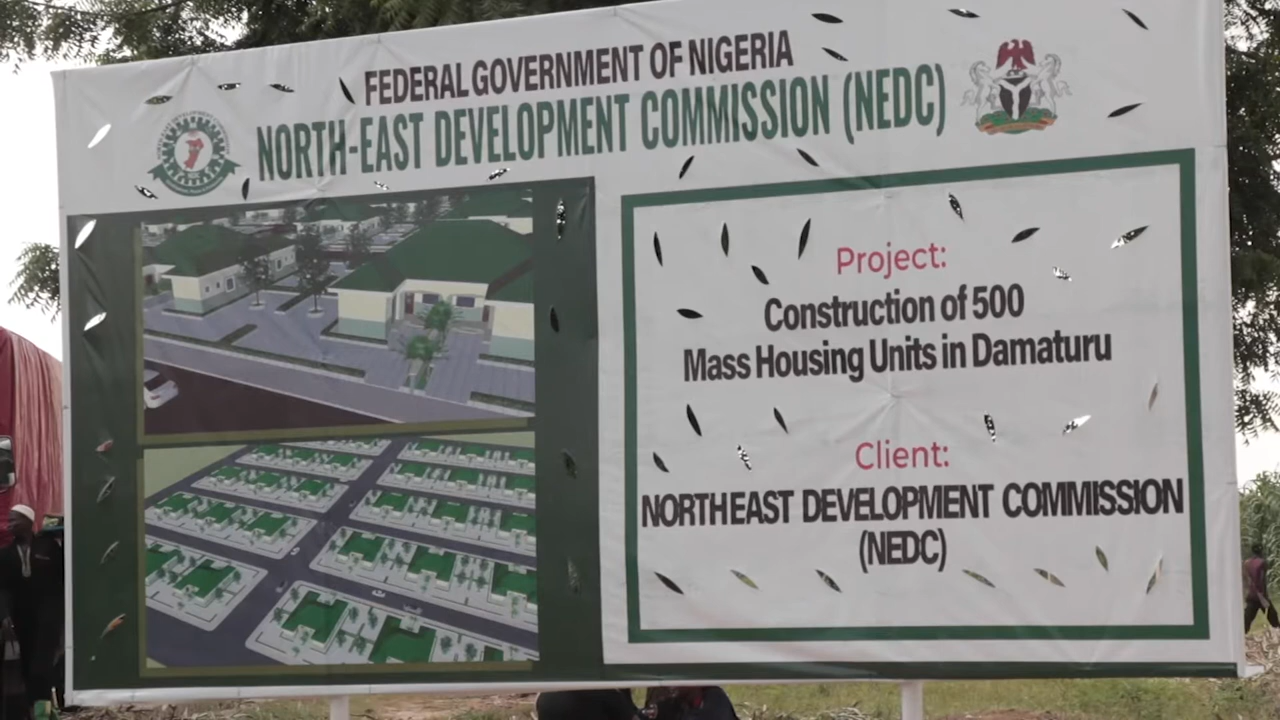 FEDERAL GOVERNMENT OF NIGERIA
NORTH-EAST DEVELOPMENT COMMISSION (NEDC)
Project:
Construction of 500
Mass Housing Units in Damaturu
Client:
NORTHEAST DEVELOPMENT COMMISSION
(NEDC)